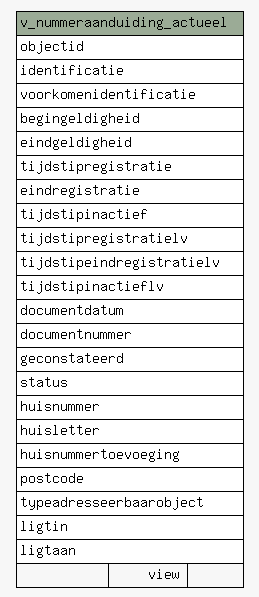 v_nummeraanduiding_actueel
objectid
identificatie
voorkomenidentificatie
begingeldigheid
eindgeldigheid
tijdstipregistratie
eindregistratie
tijdstipinactief
tijdstipregistratielv
tijdstipeindregistratielv
tijdstipinactieflv
documentdatum
documentnummer
geconstateerd
status
huisnummer
huisletter
huisnummertoevoeging
postcode
typeadresseerbaarobject
ligtin
ligtaan
view